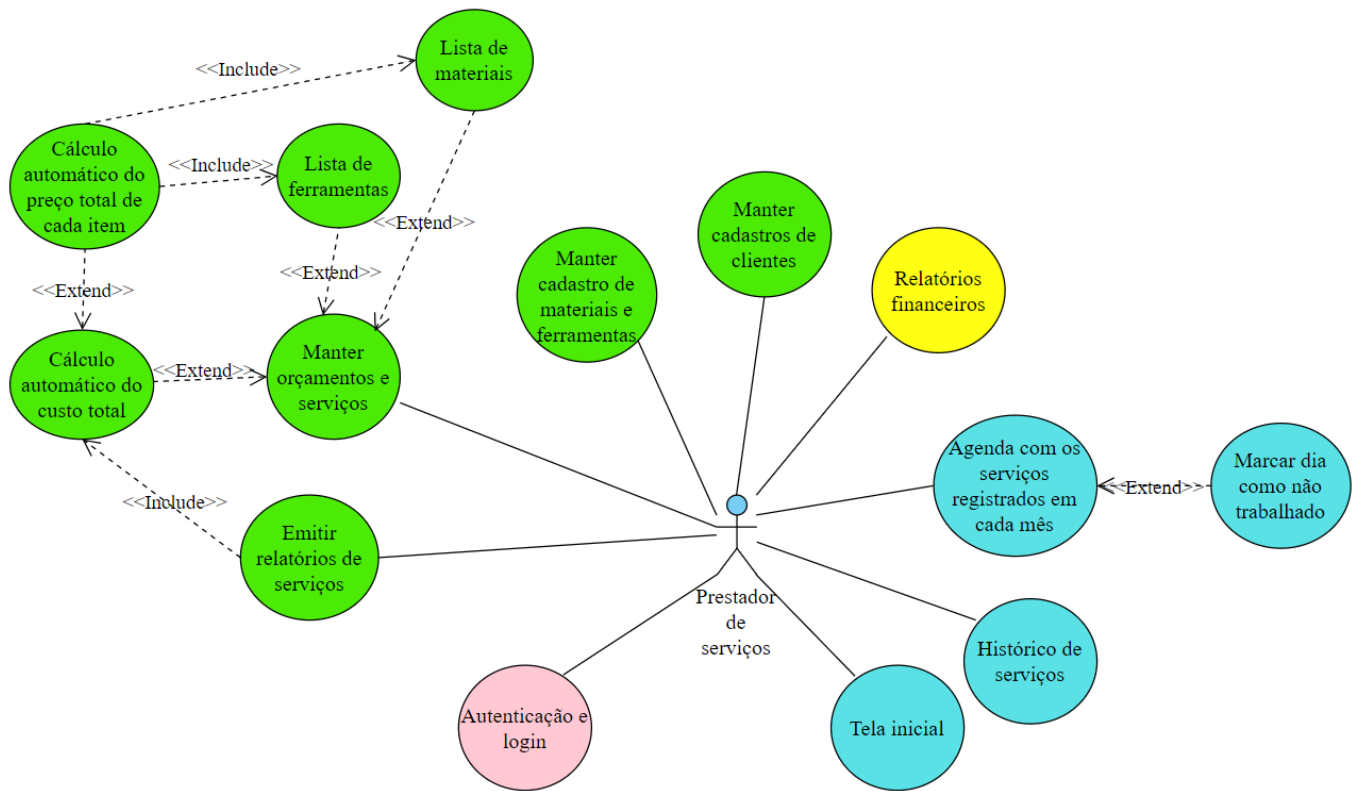 Lista de
materiais
<<Include>>
Cálculo
automático do
preço total de
cada item
<<Include>>
Lista de
ferramentas
<<Extend>>
<<Extend>>
<<Extend>>
Manter
cadastro de
materiais e
ferramentas
Manter
cadastros de
clientes
Relatórios
financeiros
Cálculo
automático do
custo total
<<Extend>>
Manter
orçamentos e
serviços
<<Include>>
Emitir
relatórios de
serviços
Agenda com os
serviços
registrados em
cada mês
<<Extend>>
Marcar dia
como não
trabalhado
Prestador
de
serviços
Histórico de
serviços
Autenticação e
login
Tela inicial